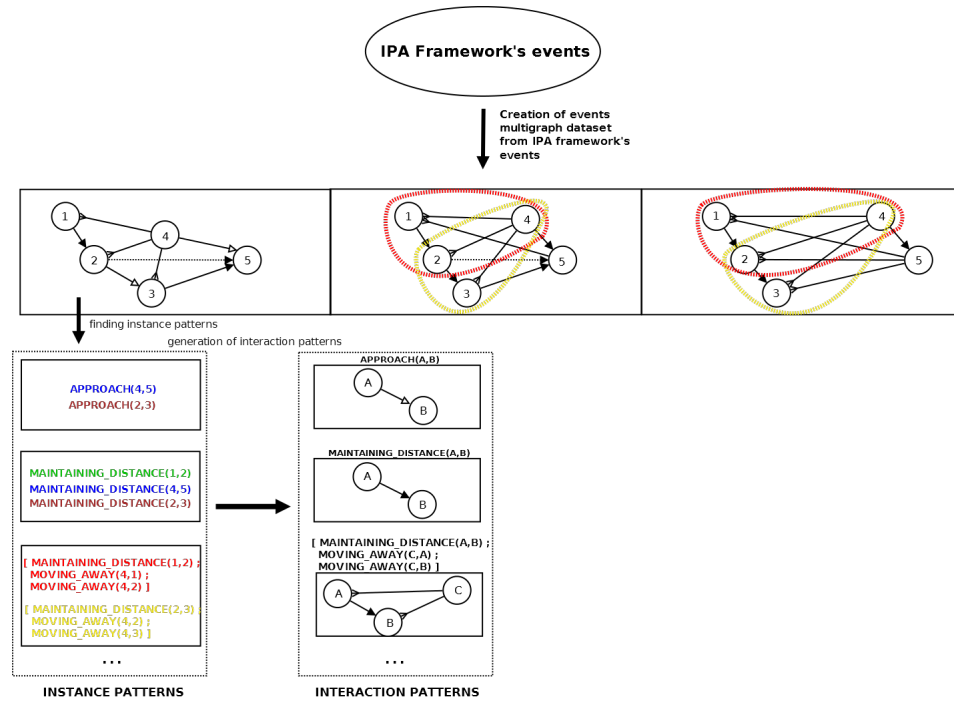 IPA Framework's events
Creation of events
multigraph dataset
from IPA framework's
events
1
4
2
5
3
1
4
2
5
3
1
4
2
5
3
finding instance patterns
generation of interaction patterns
APPROACH(4,5)
APPROACH(2,3)
MAINTAINING_DISTANCE(1,2)
MAINTAINING_DISTANCE(4,5)
MAINTAINING_DISTANCE(2,3)
[ MAINTAINING_DISTANCE(1,2) ;
MOVING_AWAY(4,1) ;
MOVING_AWAY(4,2) ]
[ MAINTAINING_DISTANCE(2,3) ;
MOVING_AWAY(4,2) ;
MOVING_AWAY(4,3) ]
...
INSTANCE PATTERNS
APPROACH(A,B)
A
B
MAINTAINING_DISTANCE(A,B)
A
B
[ MAINTAINING_DISTANCE(A,B) ;
MOVING_AWAY(C,A) ;
MOVING_AWAY(C,B) ]
A
C
B
...
INTERACTION PATTERNS